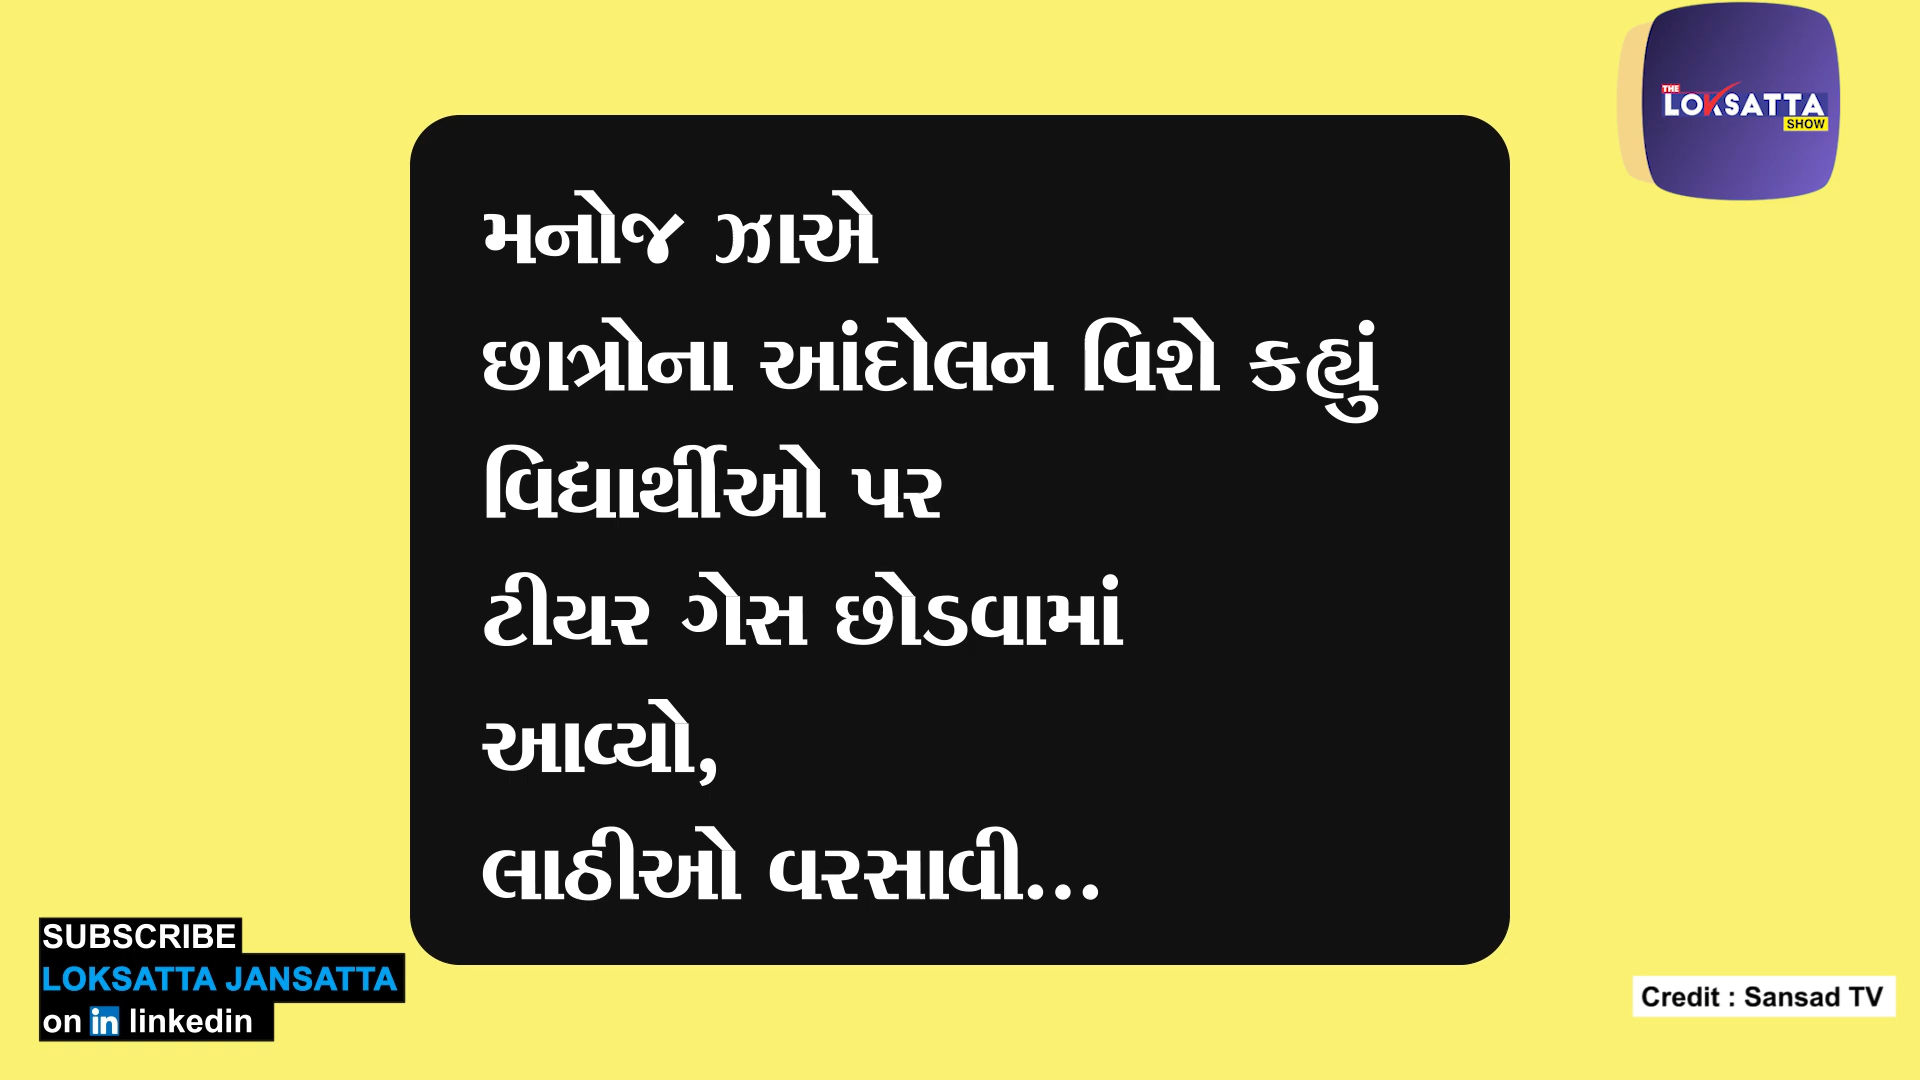 THE
LOKSATTA
SHOW
મનોજ ઝાએ
છાત્રોના આંદોલન વિશે કહ્યું
વિદ્યાર્થીઓ પર
ટીયર ગેસ છોડવામાં
આવ્યો,
લાઠીઓ વરસાવી...
SUBSCRIBE
LOKSATTA JANSATTA
on in linkedin
Credit : Sansad TV